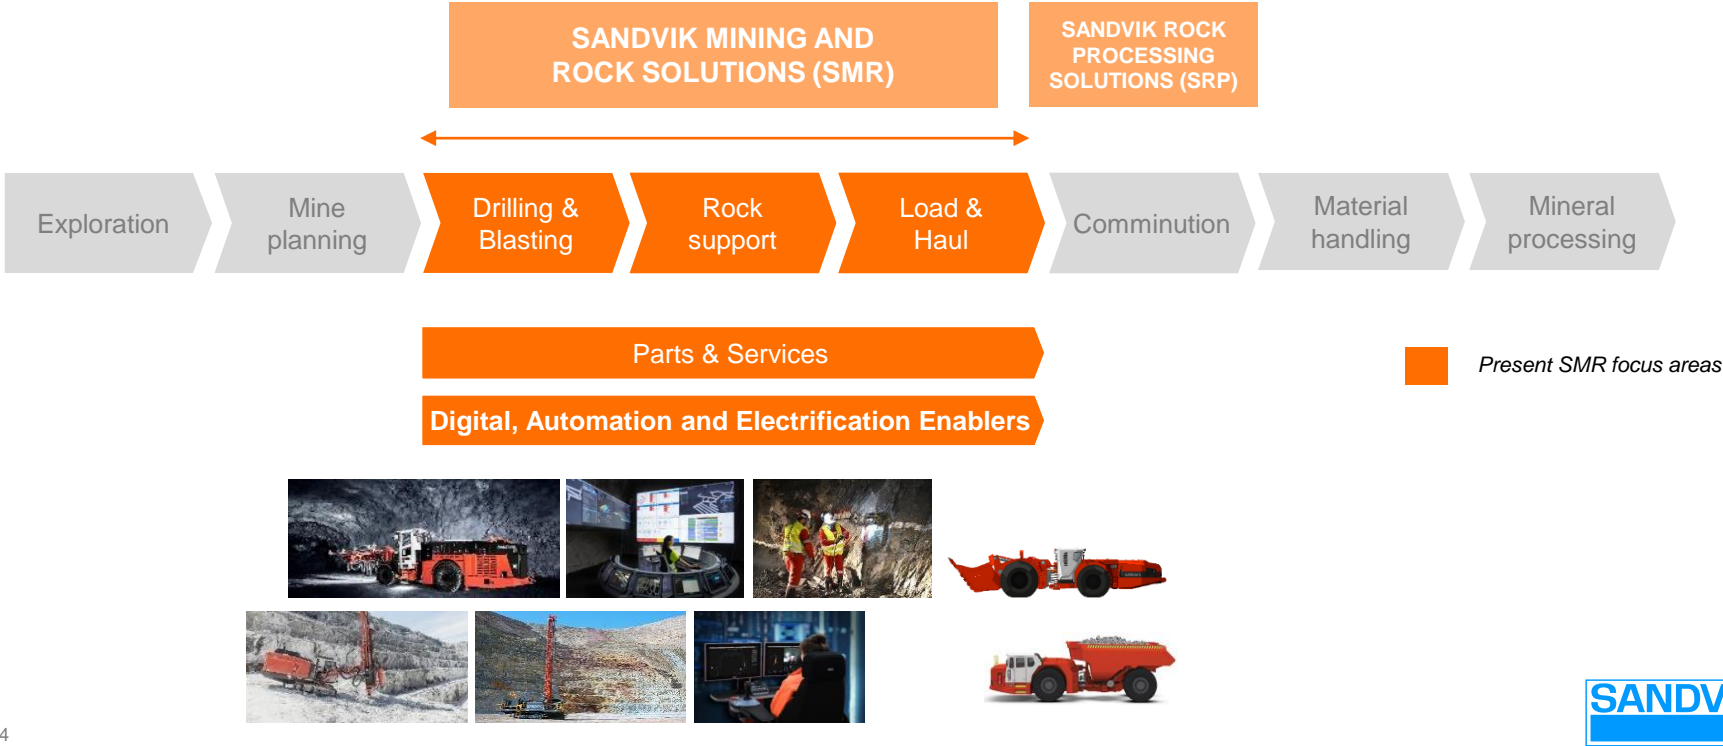 SANDVIK MINING AND
ROCK SOLUTIONS (SMR)
SANDVIK ROCK
PROCESSING
SOLUTIONS (SRP)
Exploration
Mine
planning
Drilling &
Blasting
Rock
support
Load &
Haul
Comminution
Material
handling
Mineral
processing
Parts & Services
Digital, Automation and Electrification Enablers
Present SMR focus areas
4
SANDV